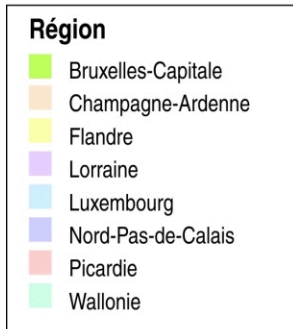 Région
Bruxelles-Capitale
Champagne-Ardenne
Flandre
Lorraine
Luxembourg
Nord-Pas-de-Calais
Picardie
Wallonie